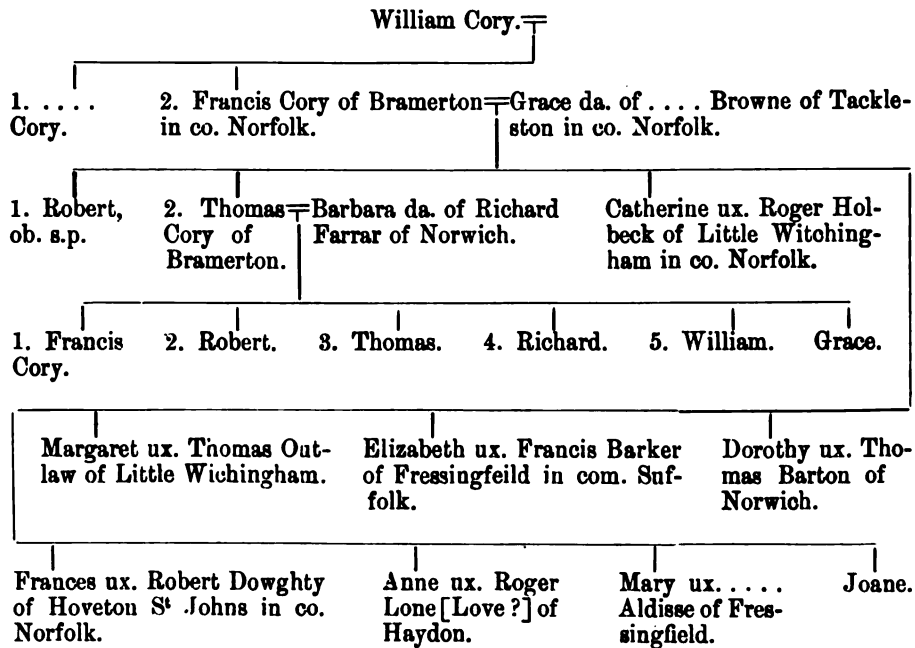 William Cory.
1. . . . .
Cory.
2. Francis Cory of Bramerton
in co. Norfolk.
Grace da. of . . . . Browne of Tackle-
ston in co. Norfolk.
1. Robert,
ob. s.p.
2. Thomas
Cory of
Bramerton.
Barbara da. of Richard
Farrar of Norwich.
Catherine ux. Roger Hol-
beck of Little Witching-
ham in co. Norfolk.
1. Francis
Cory.
2. Robert.
3. Thomas.
4. Richard.
5. William.
Grace.
Margaret ux. Thomas Out-
law of Little Wichingham.
Elizabeth ux. Francis Barker
of Fressingfeild in com. Suf-
folk.
Dorothy ux. Tho-
mas Barton of
Norwich.
Frances ux. Robert Dowghty
of Hoveton St Johns in co.
Norfolk.
Anne ux. Roger
Lone [Love ?] of
Haydon.
Mary ux. . . . .
Aldisse of Fres-
singfield.
Joane.